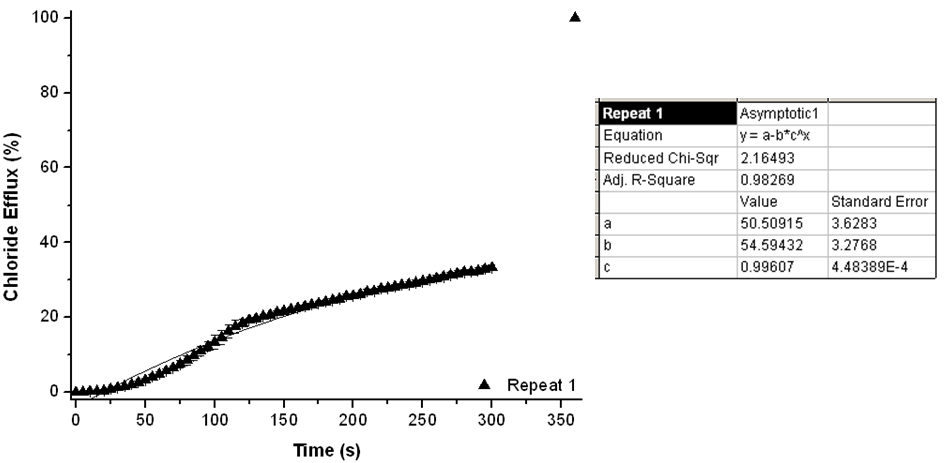 100
80
60
40
20
0
Chloride Efflux (%)
0 50 100 150 200 250 300 350
Time (s)
Repeat 1
Repeat 1 Asymptotic1
Equation y = a-b*c^x
Reduced Chi-Sqr 2.16493
Adj. R-Square 0.98269
Value Standard Error
a 50.50915 3.6283
b 54.59432 3.2768
c 0.99607 4.48389E-4